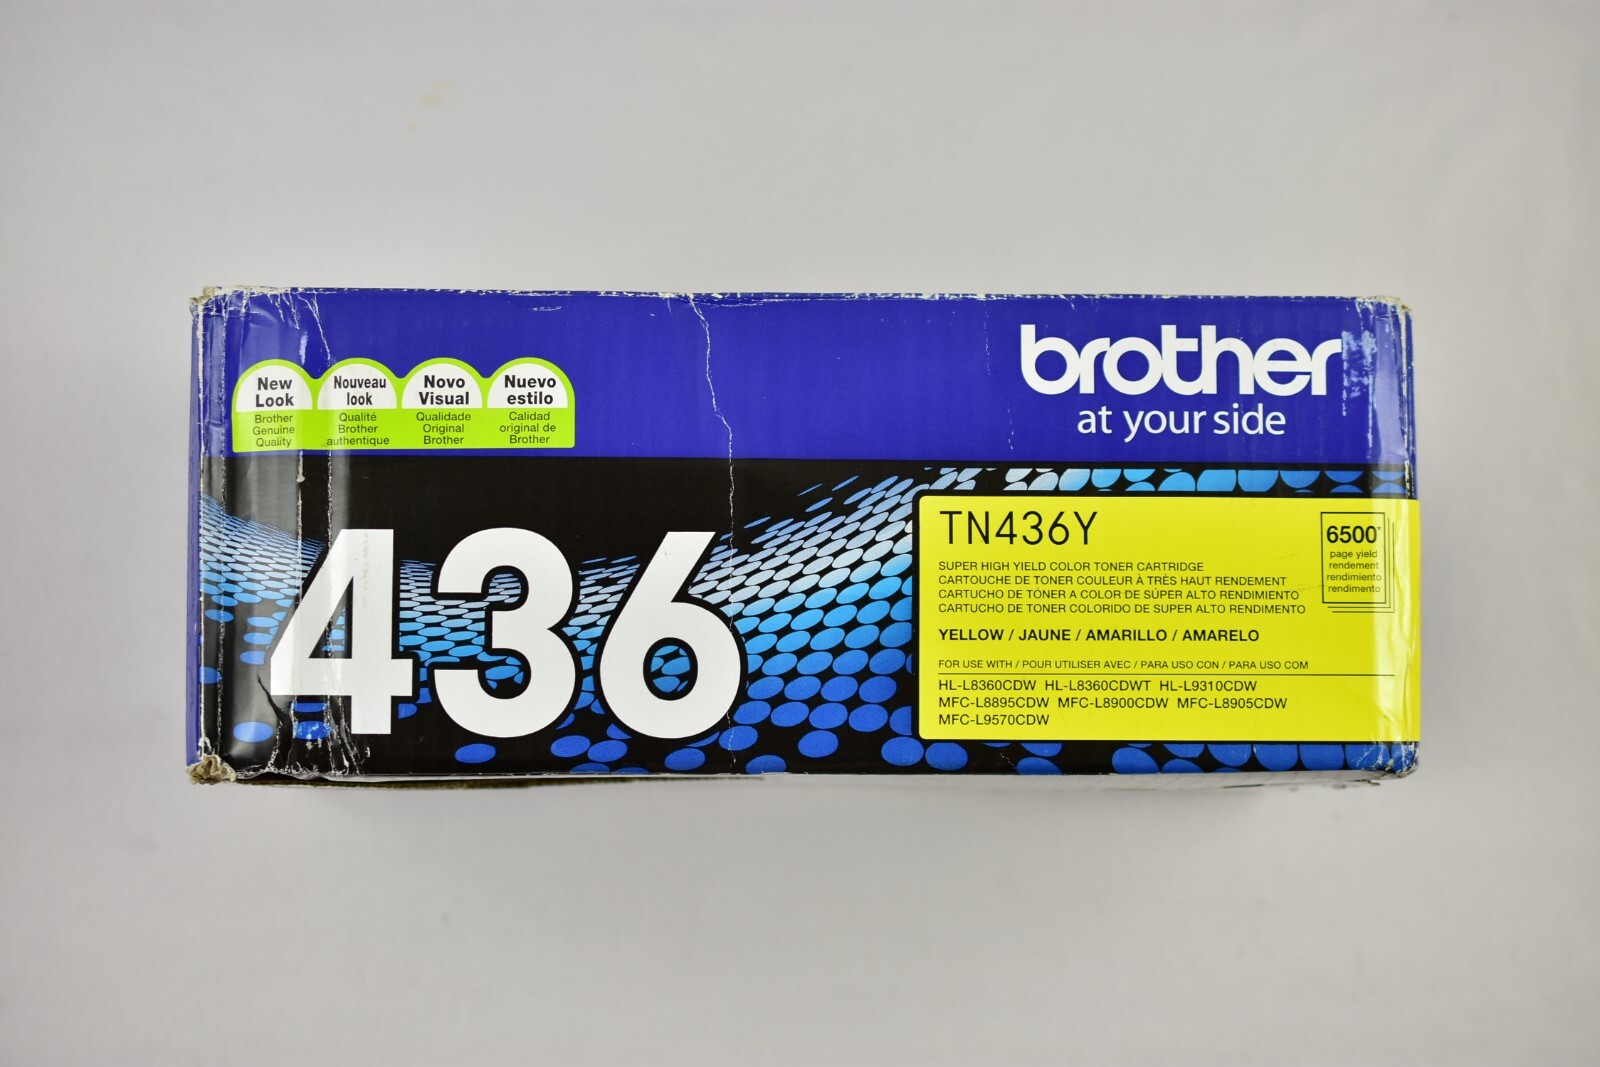 brother
at your side
New
Look
Brother
Genuine
Quality
Nouveau
look
Qualité
Brother
authentique
Novo
Visual
Qualidade
Original
Brother
Nuevo
estilo
Calidad
original de
Brother
436
TN436Y
SUPER HIGH YIELD COLOR TONER CARTRIDGE
CARTOUCHE DE TONER COULEUR À TRÈS HAUT RENDEMENT
CARTUCHO DE TÓNER A COLOR DE SÚPER ALTO RENDIMIENTO
CARTUCHO DE TONER COLORIDO DE SUPER ALTO RENDIMENTO
6500*
page yield
rendement
rendimiento
rendimento
YELLOW / JAUNE / AMARILLO / AMARELO
FOR USE WITH / POUR UTILISER AVEC / PARA USO CON / PARA USO COM
HL-L8360CDW HL-L8360CDWT HL-L9310CDW
MFC-L8895CDW MFC-L8900CDW MFC-L8905CDW
MFC-L9570CDW